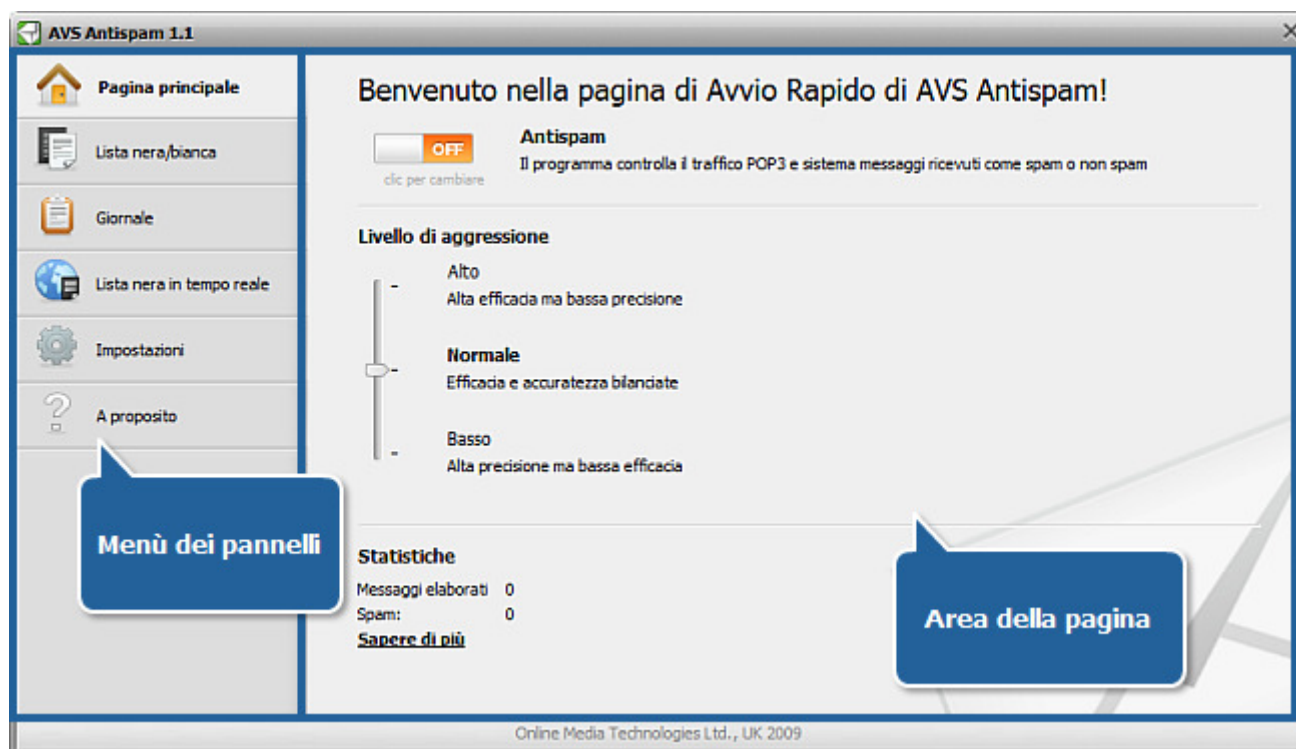 AVS Antispam 1.1
Pagina principale
Lista nera/bianca
Giornale
Lista nera in tempo reale
Impostazioni
A proposito
Menù dei pannelli
Benvenuto nella pagina di Avvio Rapido di AVS Antispam!
OFF
clic per cambiare
Antispam
Il programma controlla il traffico POP3 e sistema messaggi ricevuti come spam o non spam
Livello di aggressione
Alto
Alta efficacia ma bassa precisione
Normale
Efficacia e accuratezza bilanciate
Basso
Alta precisione ma bassa efficacia
Statistiche
Messaggi elaborati 0
Spam: 0
Sapere di più
Area della pagina
Online Media Technologies Ltd., UK 2009